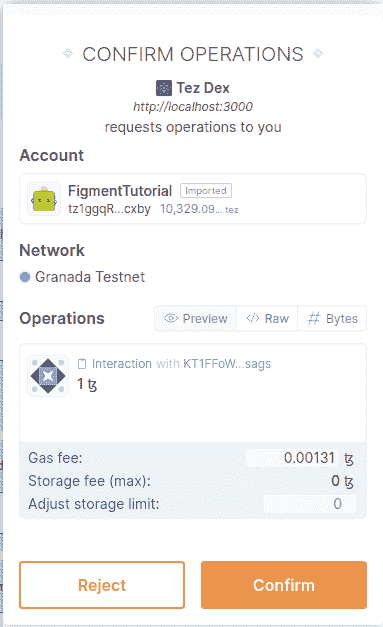 CONFIRM OPERATIONS
Tez Dex
http://localhost:3000
requests operations to you
Account
FigmentTutorial Imported
tz1ggqR...cxby 10,329.09... tez
Network
Granada Testnet
Operations Preview </> Raw # Bytes
Interaction with KT1FFoW...sags
1 ꜩ
Gas fee: 0.00131 ꜩ
Storage fee (max): 0 ꜩ
Adjust storage limit: 0
Reject Confirm